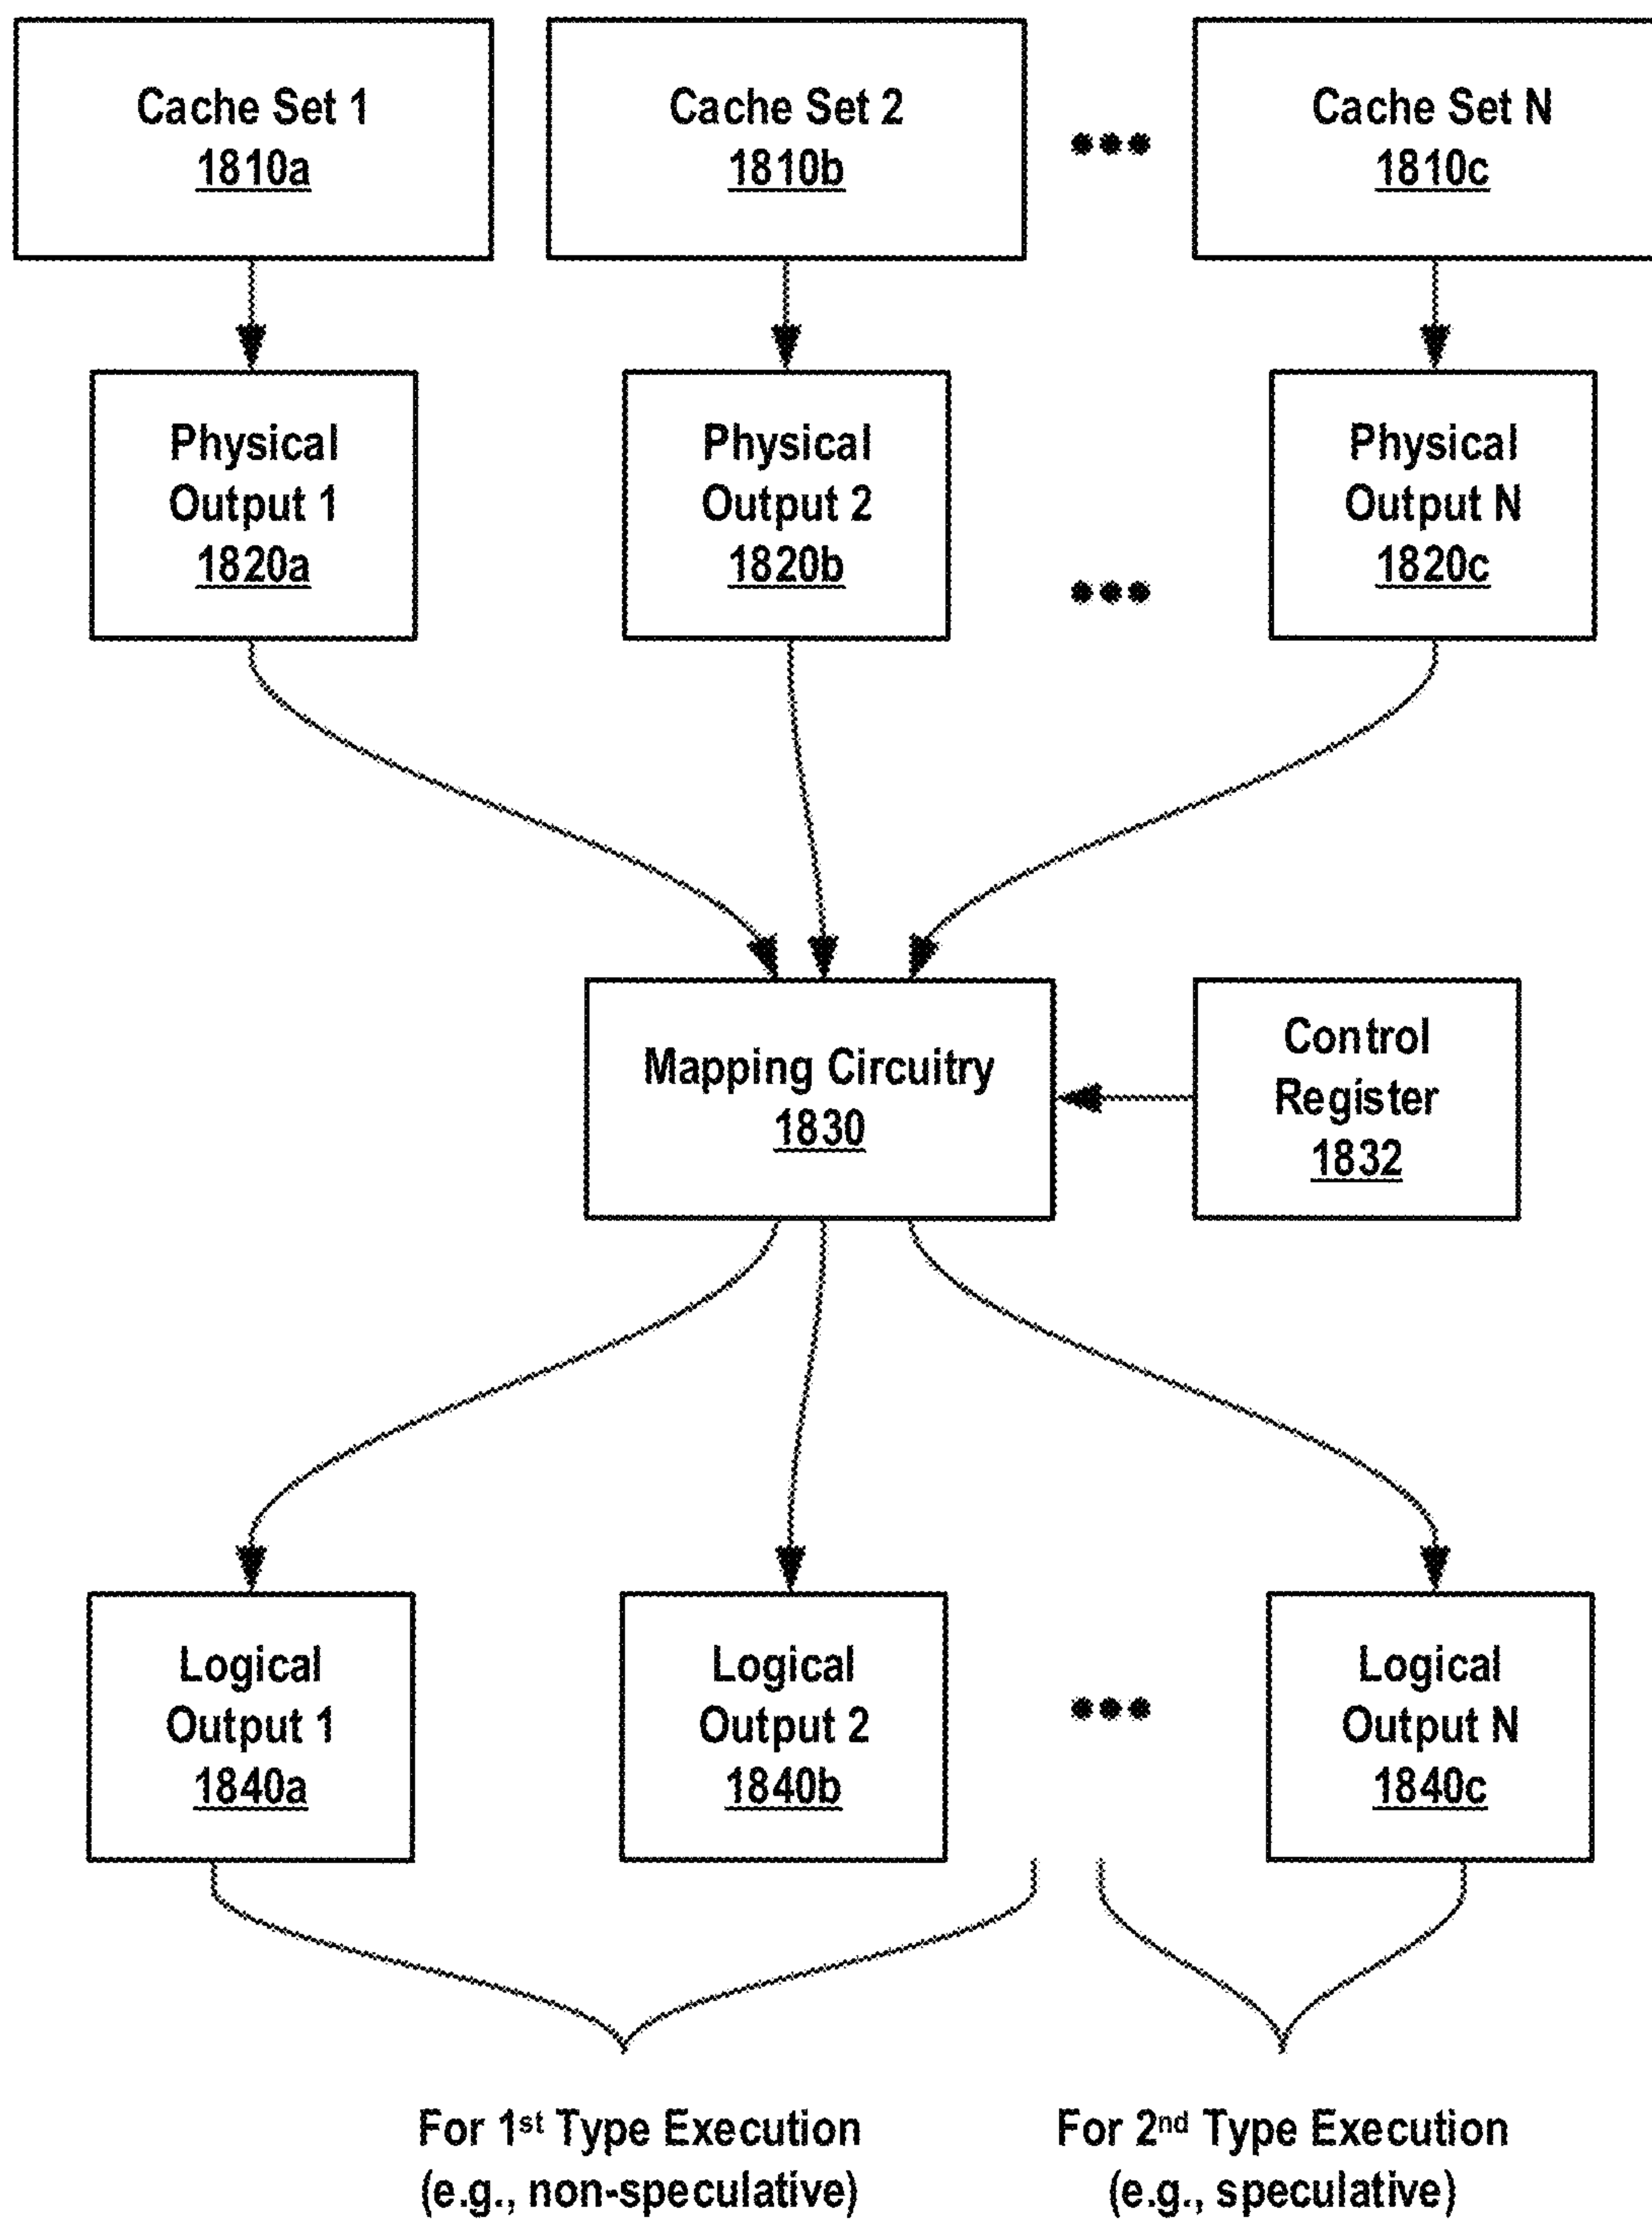 Cache Set 1
1810a
Cache Set 2
1810b
Cache Set N
1810c
Physical
Output 1
1820a
Physical
Output 2
1820b
Physical
Output N
1820c
Mapping Circuitry
1830
Control
Register
1832
Logical
Output 1
1840a
Logical
Output 2
1840b
Logical
Output N
1840c
For 1st Type Execution
(e.g., non-speculative)
For 2nd Type Execution
(e.g., speculative)